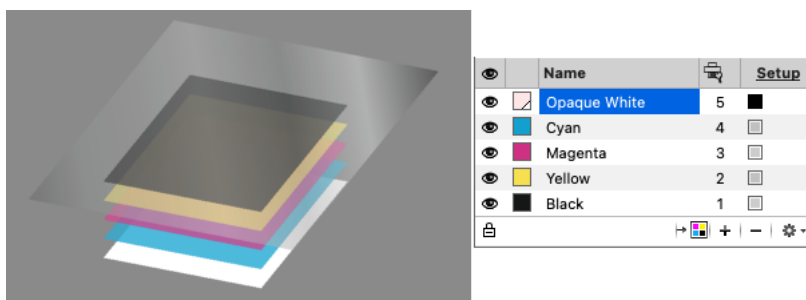 Name Setup
Opaque White 5
Cyan 4
Magenta 3
Yellow 2
Black 1